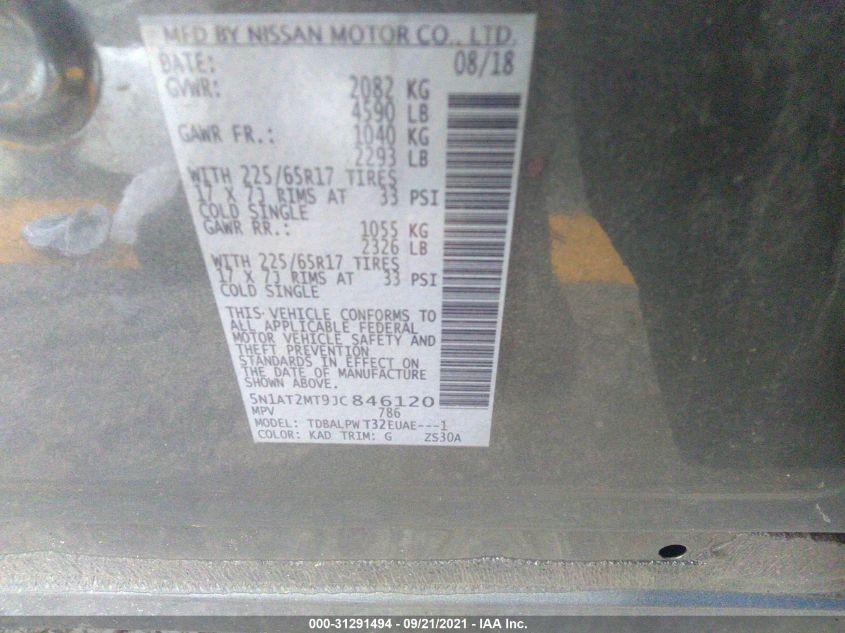 MFD BY NISSAN MOTOR CO., LTD.
DATE: 08/18
GVWR: 2082 KG
4590 LB
GAWR FR.: 1040 KG
2293 LB
WITH 225/65R17 TIRES
17 X 7J RIMS AT 33 PSI
COLD SINGLE
GAWR RR.: 1055 KG
2326 LB
WITH 225/65R17 TIRES
17 X 7J RIMS AT 33 PSI
COLD SINGLE
THIS VEHICLE CONFORMS TO
ALL APPLICABLE FEDERAL
MOTOR VEHICLE SAFETY AND
THEFT PREVENTION
STANDARDS IN EFFECT ON
THE DATE OF MANUFACTURE
SHOWN ABOVE.
5N1AT2MT9JC846120
MPV 786
MODEL: TDBALPW T32EUAE---1
COLOR: KAD TRIM: G ZS30A
000-31291494 - 09/21/2021 - IAA Inc.